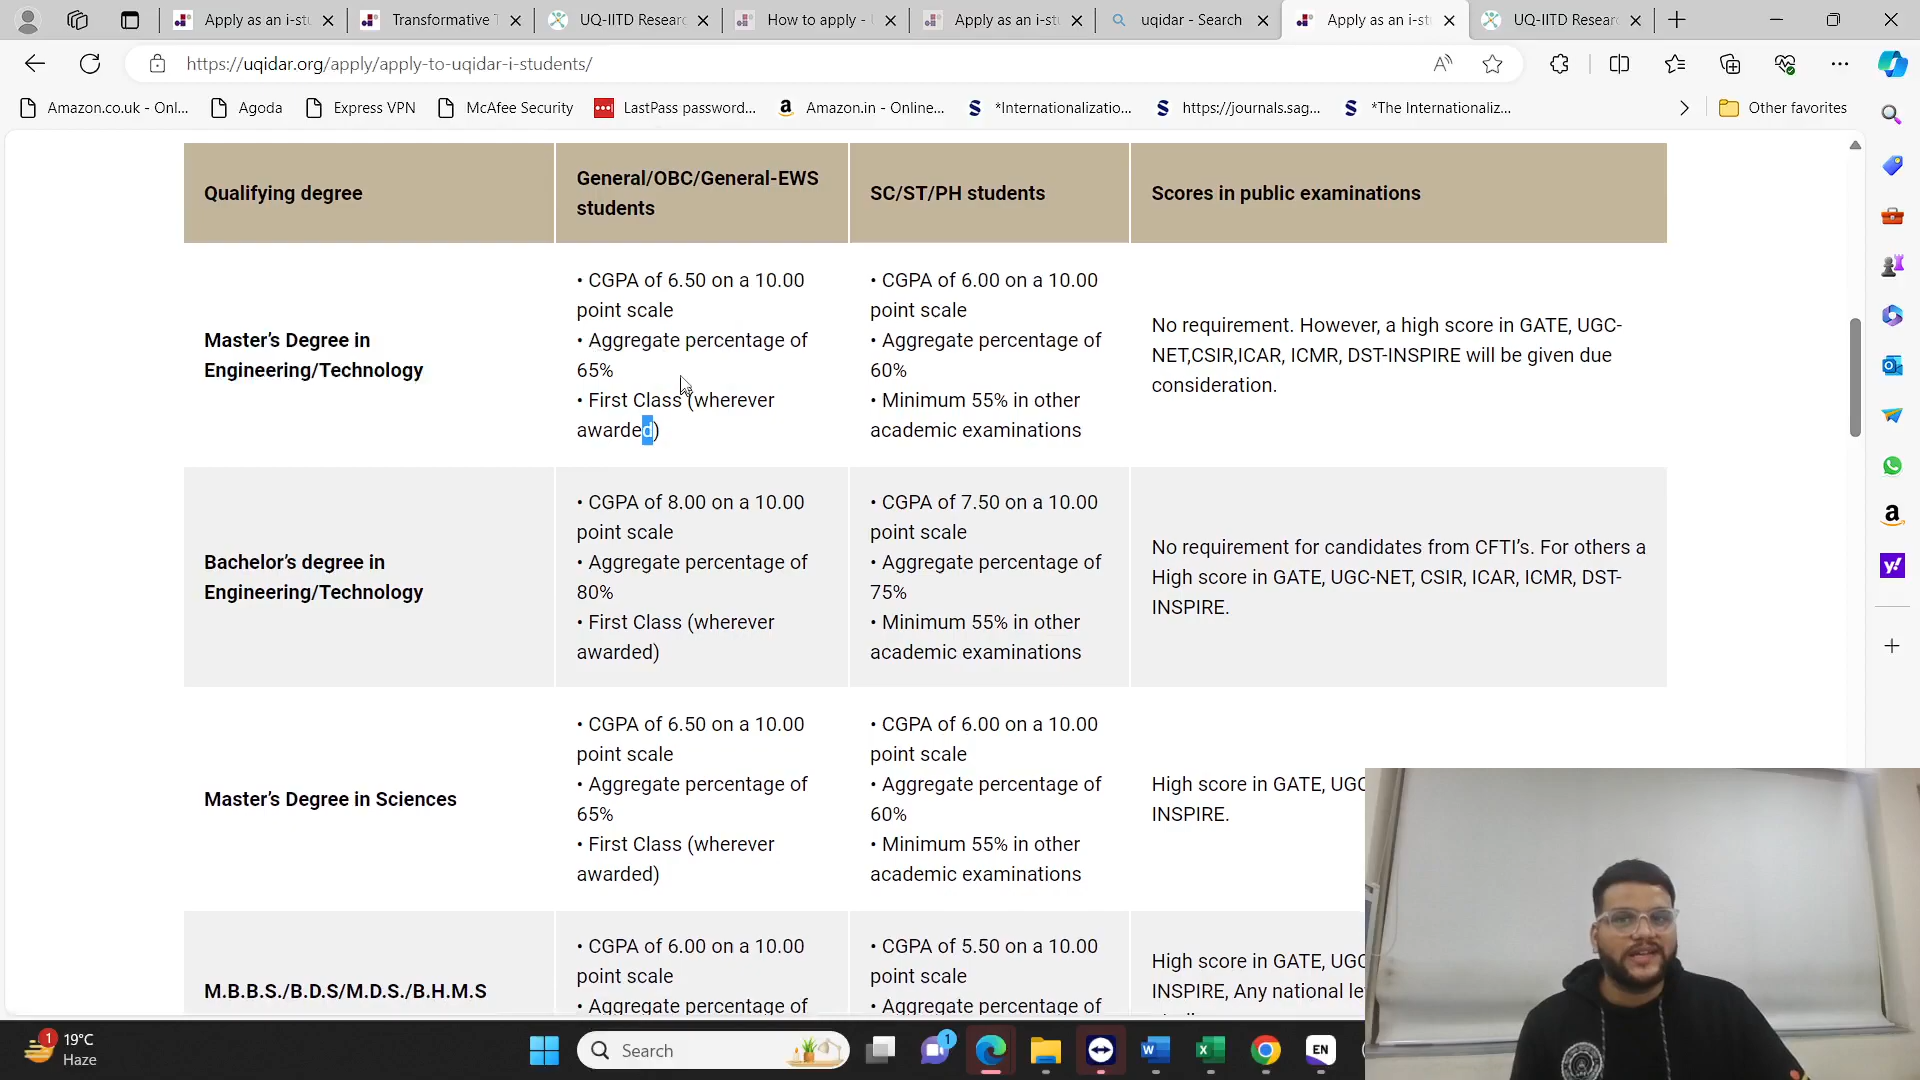 Apply as an i-st
Transformative T
UQ-IITD Resear
How to apply -
Apply as an i-st
uqidar - Search
Apply as an i-st
UQ-IITD Resear
https://uqidar.org/apply/apply-to-uqidar-i-students/
Amazon.co.uk - Onl...
Agoda
Express VPN
McAfee Security
LastPass password...
Amazon.in - Online...
*Internationalizatio...
https://journals.sag...
*The Internationaliz...
Other favorites
Qualifying degree
General/OBC/General-EWS
students
SC/ST/PH students
Scores in public examinations
Master's Degree in
Engineering/Technology
• CGPA of 6.50 on a 10.00
point scale
• Aggregate percentage of
65%
• First Class (wherever
awarded)
• CGPA of 6.00 on a 10.00
point scale
• Aggregate percentage of
60%
• Minimum 55% in other
academic examinations
No requirement. However, a high score in GATE, UGC-
NET,CSIR,ICAR, ICMR, DST-INSPIRE will be given due
consideration.
Bachelor's degree in
Engineering/Technology
• CGPA of 8.00 on a 10.00
point scale
• Aggregate percentage of
80%
• First Class (wherever
awarded)
• CGPA of 7.50 on a 10.00
point scale
• Aggregate percentage of
75%
• Minimum 55% in other
academic examinations
No requirement for candidates from CFTI's. For others a
High score in GATE, UGC-NET, CSIR, ICAR, ICMR, DST-
INSPIRE.
Master's Degree in Sciences
• CGPA of 6.50 on a 10.00
point scale
• Aggregate percentage of
65%
• First Class (wherever
awarded)
• CGPA of 6.00 on a 10.00
point scale
• Aggregate percentage of
60%
• Minimum 55% in other
academic examinations
High score in GATE, UGC
INSPIRE.
M.B.B.S./B.D.S/M.D.S./B.H.M.S
• CGPA of 6.00 on a 10.00
point scale
• Aggregate percentage of
• CGPA of 5.50 on a 10.00
point scale
• Aggregate percentage of
High score in GATE, UGC
INSPIRE, Any national le
1
19°C
Haze
Search
1
EN